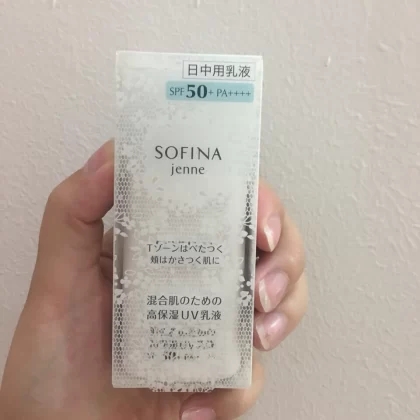 日中用乳液
SPF50+ PA++++
SOFINA
jenne
Tゾーンはべたつく
頬はかさつく肌に
混合肌のための
高保湿UV乳液